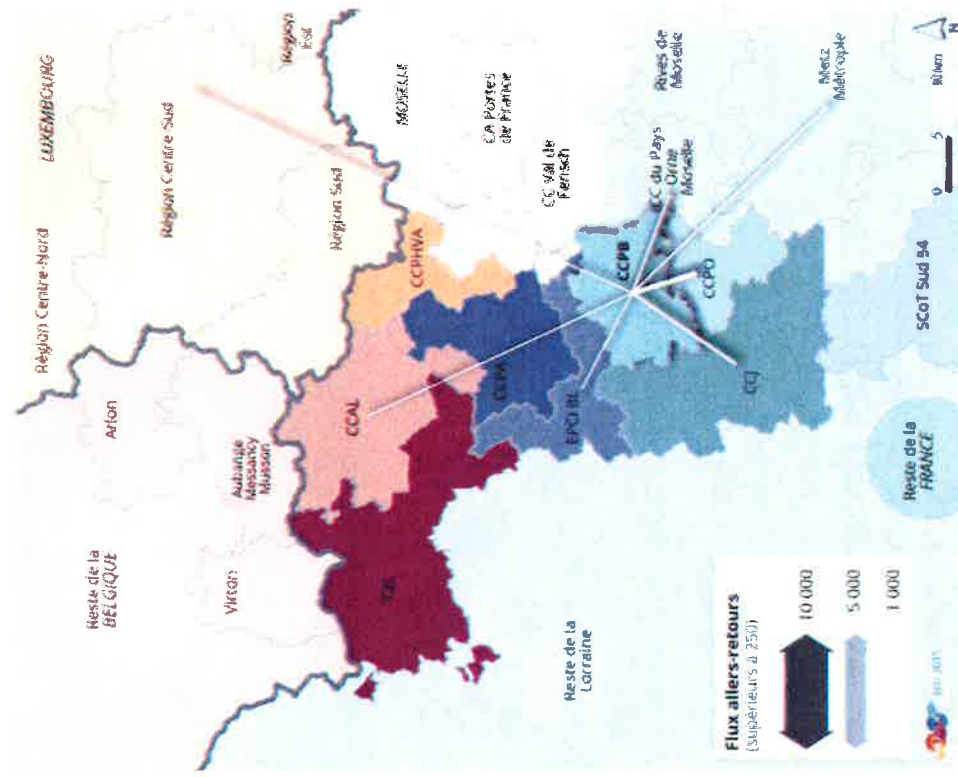 LUXEMBOURG
Région Centre-Nord
Région Centre-Sud
Région
Est
Région Sud
Arlon
Reste de la
BELGIQUE
Virton
Aubange
Messancy
Musson
MOSELLE
CA Portes
de France
CC Val de
Fensch
Rives de
Moselle
CC du Pays
Orne
Moselle
Metz
Métropole
CCPHVA
CCAL
T2L
EPCI BL
CCPB
CCPO
CCJ
SCoT Sud 54
Reste de la
Lorraine
Reste de la
FRANCE
Flux allers-retours
(supérieurs à 250)
10 000
5 000
1 000
0
5
10 km
N